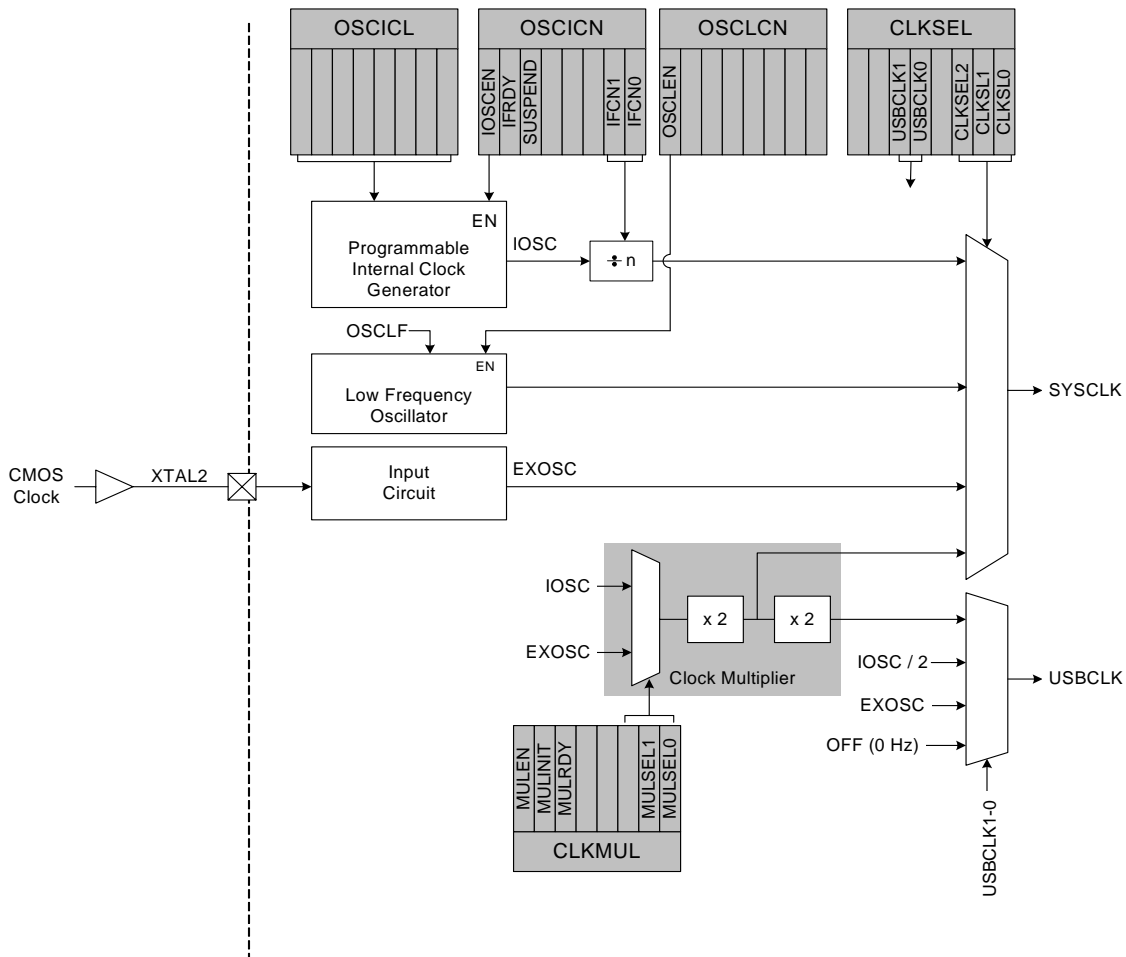 OSCICL
OSCICN
OSCLCN
CLKSEL
IOSCEN
IFRDY
SUSPEND
IFCN1
IFCN0
OSCLEN
USBCLK1
USBCLK0
CLKSEL2
CLKSL1
CLKSL0
EN
Programmable
Internal Clock
Generator
IOSC
÷ n
OSCLF
EN
Low Frequency
Oscillator
SYSCLK
CMOS
Clock
XTAL2
Input
Circuit
EXOSC
IOSC
EXOSC
x 2
x 2
Clock Multiplier
IOSC / 2
EXOSC
OFF (0 Hz)
USBCLK
USBCLK1-0
MULEN
MULINIT
MULRDY
MULSEL1
MULSEL0
CLKMUL